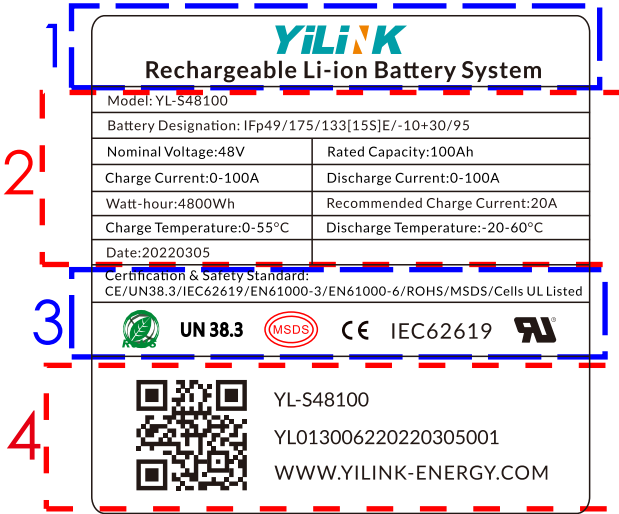 1
YiLiNK
Rechargeable Li-ion Battery System
2
Model: YL-S48100
Battery Designation: IFp49/175/133[15S]E/-10+30/95
Nominal Voltage:48V Rated Capacity:100Ah
Charge Current:0-100A Discharge Current:0-100A
Watt-hour:4800Wh Recommended Charge Current:20A
Charge Temperature:0-55°C Discharge Temperature:-20-60°C
Date:20220305
3
Certification & Safety Standard:
CE/UN38.3/IEC62619/EN61000-3/EN61000-6/ROHS/MSDS/Cells UL Listed
RoHS UN 38.3 MSDS CE IEC62619 RU®
4
YL-S48100
YL013006220220305001
WWW.YILINK-ENERGY.COM